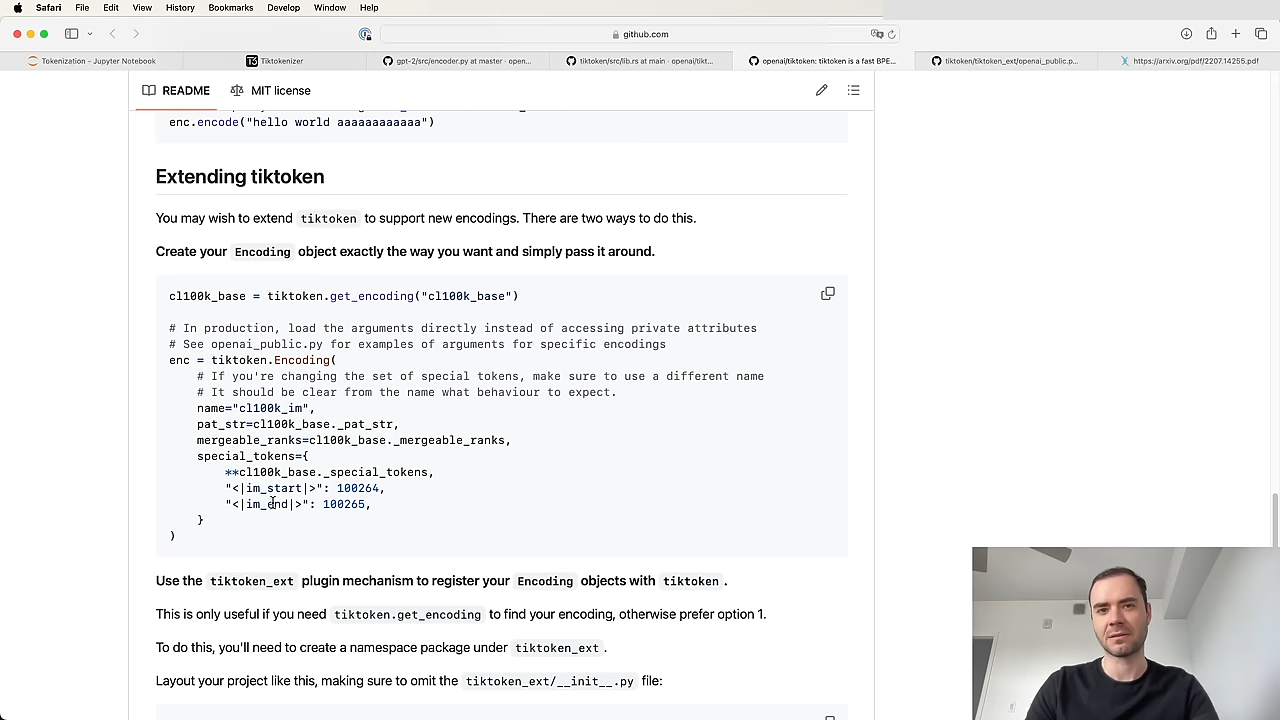 Safari File Edit View History Bookmarks Develop Window Help
github.com
Tokenization - Jupyter Notebook
Tiktokenizer
gpt-2/src/encoder.py at master · open...
tiktoken/src/lib.rs at main · openai/tikt...
openai/tiktoken: tiktoken is a fast BPE...
tiktoken/tiktoken_ext/openai_public.p...
https://arxiv.org/pdf/2207.14255.pdf
README
MIT license
enc.encode("hello world aaaaaaaaaaaa")
Extending tiktoken
You may wish to extend tiktoken to support new encodings. There are two ways to do this.
Create your Encoding object exactly the way you want and simply pass it around.
cl100k_base = tiktoken.get_encoding("cl100k_base")
# In production, load the arguments directly instead of accessing private attributes
# See openai_public.py for examples of arguments for specific encodings
enc = tiktoken.Encoding(
# If you're changing the set of special tokens, make sure to use a different name
# It should be clear from the name what behaviour to expect.
name="cl100k_im",
pat_str=cl100k_base._pat_str,
mergeable_ranks=cl100k_base._mergeable_ranks,
special_tokens={
**cl100k_base._special_tokens,
"<|im_start|>": 100264,
"<|im_end|>": 100265,
}
)
Use the tiktoken_ext plugin mechanism to register your Encoding objects with tiktoken.
This is only useful if you need tiktoken.get_encoding to find your encoding, otherwise prefer option 1.
To do this, you'll need to create a namespace package under tiktoken_ext.
Layout your project like this, making sure to omit the tiktoken_ext/__init__.py file: